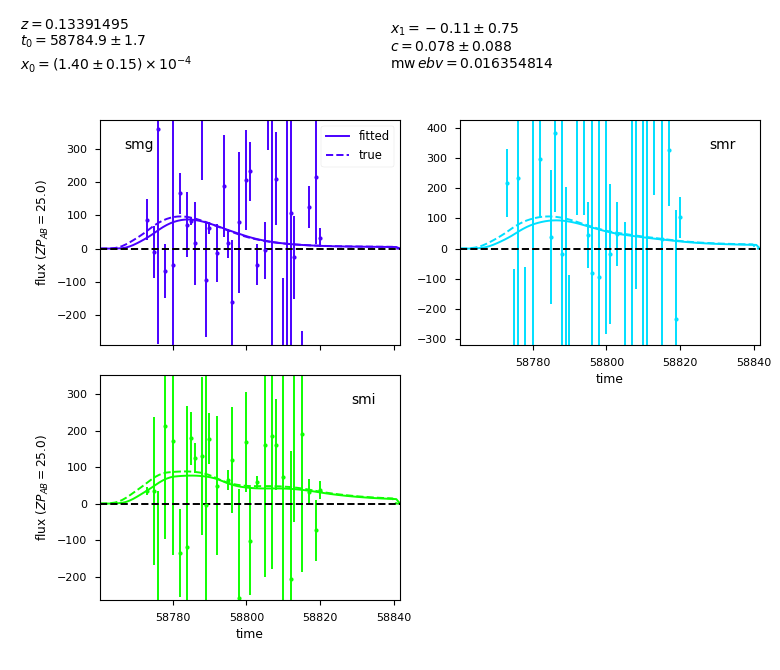 z = 0.13391495
t₀ = 58784.9 ± 1.7
x₀ = (1.40 ± 0.15) × 10⁻⁴
x₁ = −0.11 ± 0.75
c = 0.078 ± 0.088
mw ebv = 0.016354814
smg
fitted
true
300
200
100
0
−100
−200
flux (ZP_AB = 25.0)
smr
400
300
200
100
0
−100
−200
−300
58780 58800 58820 58840
time
smi
300
200
100
0
−100
−200
flux (ZP_AB = 25.0)
58780 58800 58820 58840
time